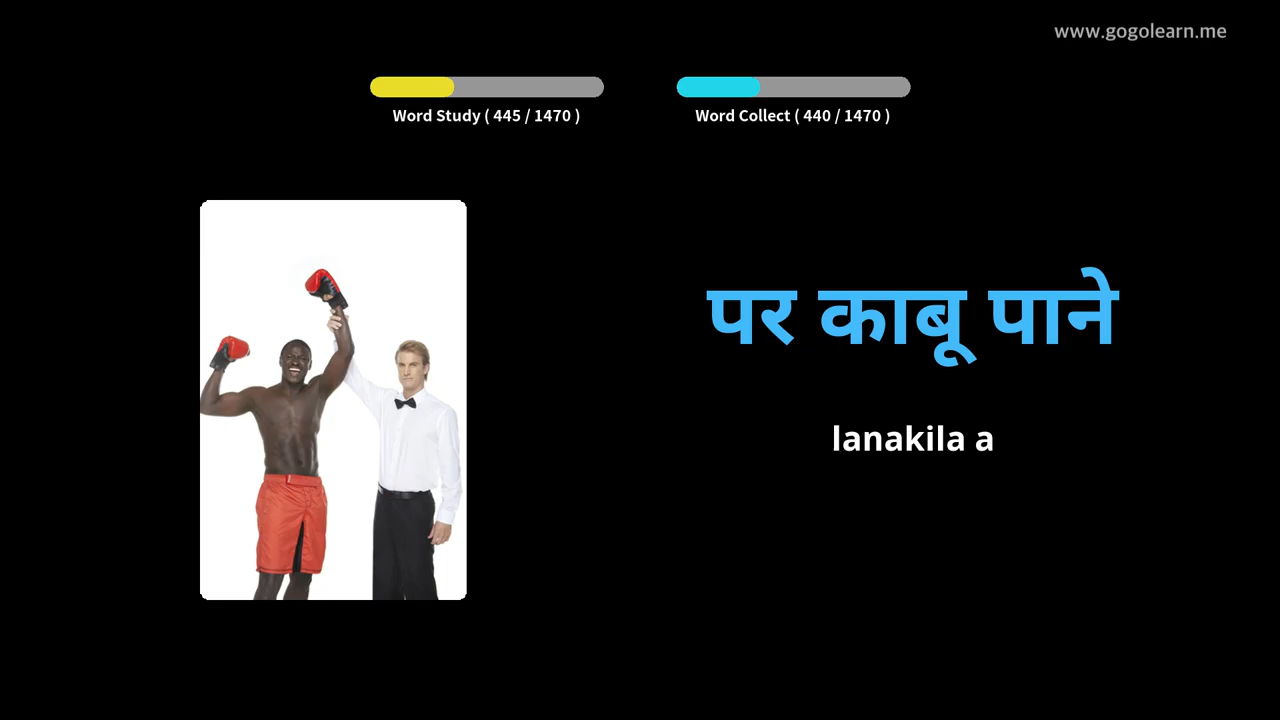 www.gogolearn.me
Word Study ( 445 / 1470 )
Word Collect ( 440 / 1470 )
पर काबू पाने
lanakila a